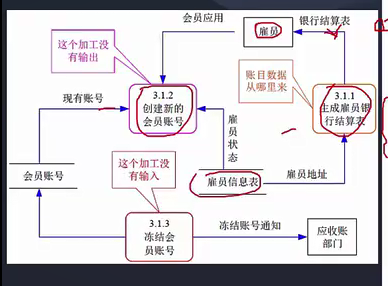 会员应用
雇员
银行结算表
这个加工没
有输出
3.1.2
创建新的
会员账号
账目数据
从哪里来
3.1.1
生成雇员银
行结算表
现有账号
雇员状态
会员账号
这个加工没
有输入
雇员信息表
雇员地址
3.1.3
冻结会
员账号
冻结账号通知
应收账
部门